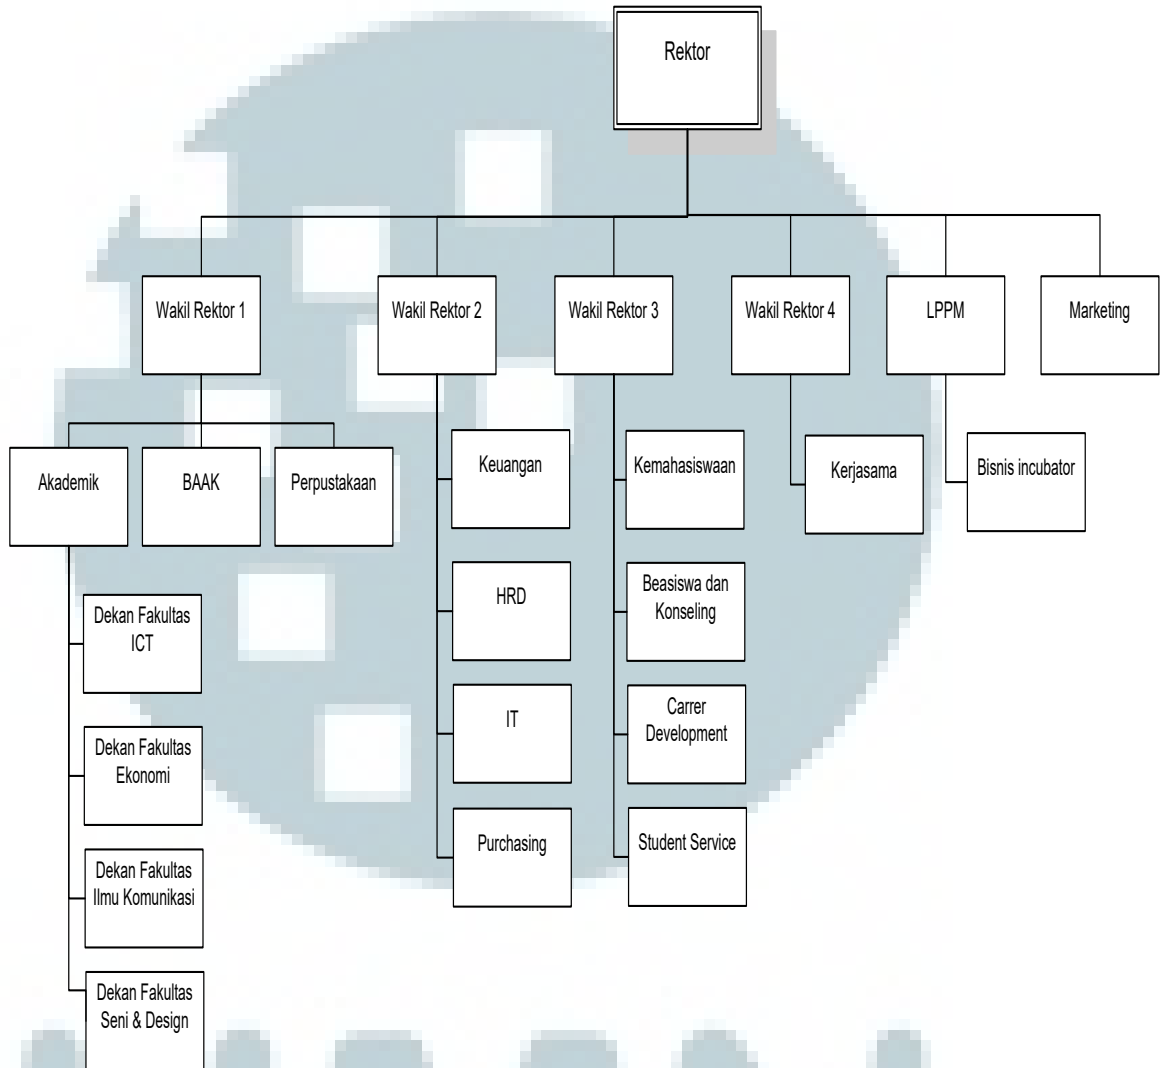 Rektor
Wakil Rektor 1
Wakil Rektor 2
Wakil Rektor 3
Wakil Rektor 4
LPPM
Marketing
Akademik
BAAK
Perpustakaan
Keuangan
Kemahasiswaan
Kerjasama
Bisnis incubator
Dekan Fakultas
ICT
HRD
Beasiswa dan
Konseling
Dekan Fakultas
Ekonomi
IT
Carrer
Development
Dekan Fakultas
Ilmu Komunikasi
Purchasing
Student Service
Dekan Fakultas
Seni & Design